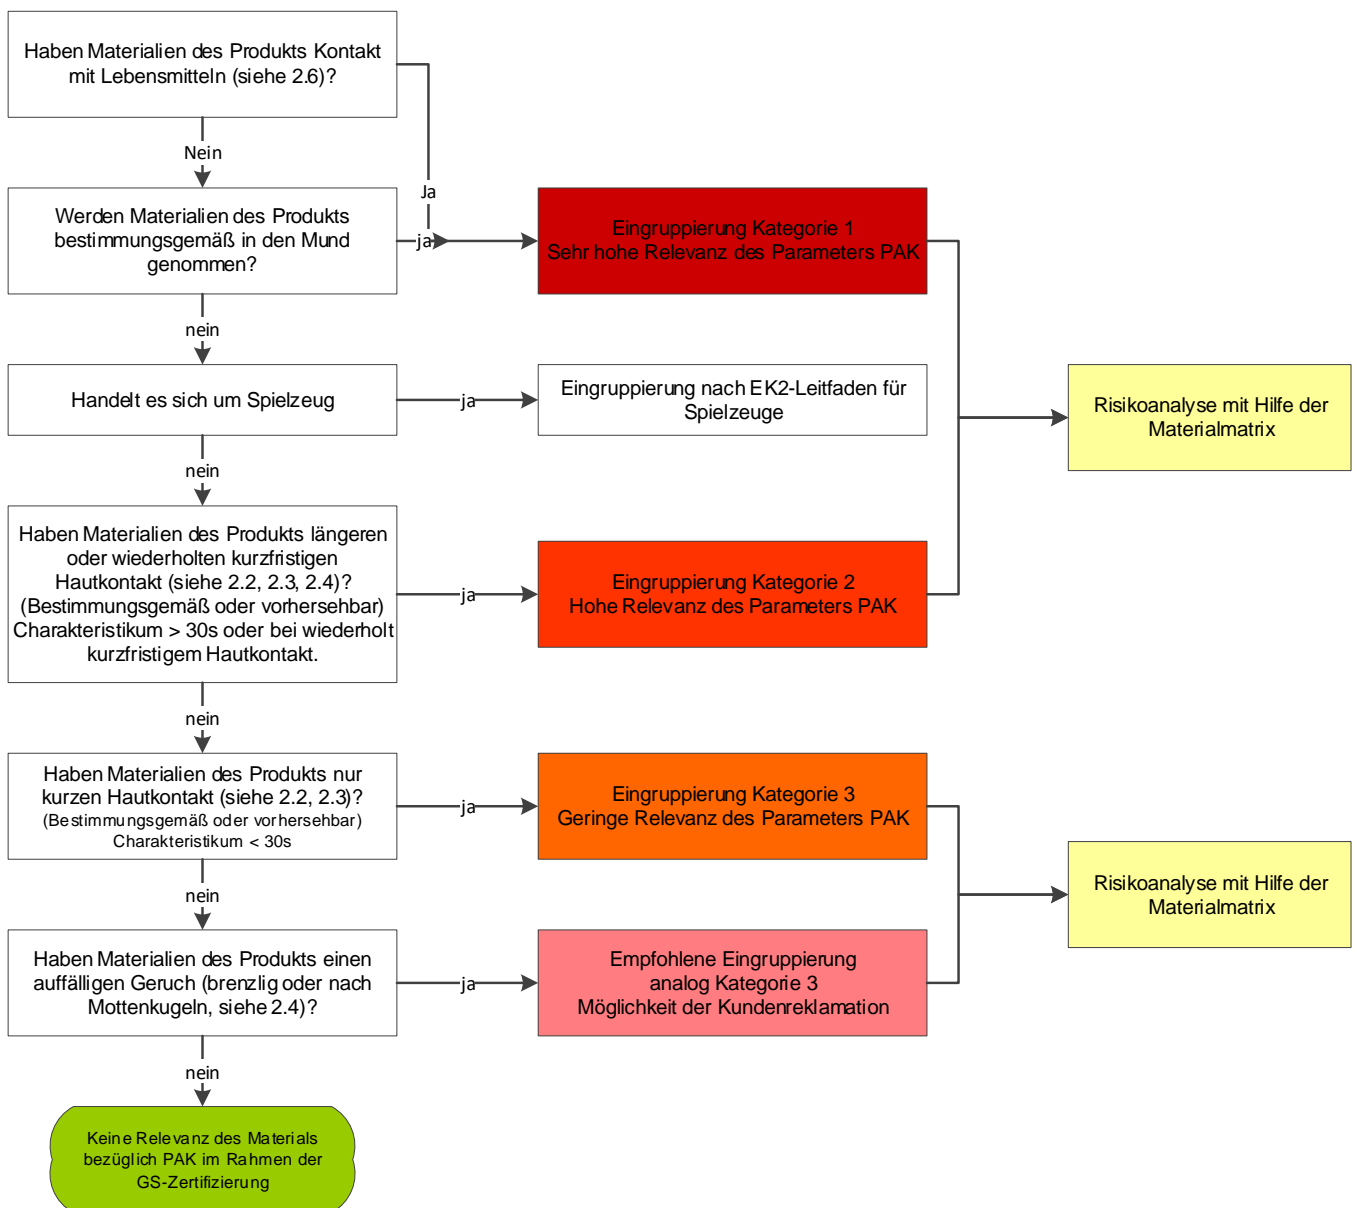 Haben Materialien des Produkts Kontakt
mit Lebensmitteln (siehe 2.6)?
Nein
Ja
Werden Materialien des Produkts
bestimmungsgemäß in den Mund
genommen?
ja
Eingruppierung Kategorie 1
Sehr hohe Relevanz des Parameters PAK
nein
Handelt es sich um Spielzeug
ja
Eingruppierung nach EK2-Leitfaden für
Spielzeuge
Risikoanalyse mit Hilfe der
Materialmatrix
nein
Haben Materialien des Produkts längeren
oder wiederholten kurzfristigen
Hautkontakt (siehe 2.2, 2.3, 2.4)?
(Bestimmungsgemäß oder vorhersehbar)
Charakteristikum > 30s oder bei wiederholt
kurzfristigem Hautkontakt.
ja
Eingruppierung Kategorie 2
Hohe Relevanz des Parameters PAK
nein
Haben Materialien des Produkts nur
kurzen Hautkontakt (siehe 2.2, 2.3)?
(Bestimmungsgemäß oder vorhersehbar)
Charakteristikum < 30s
ja
Eingruppierung Kategorie 3
Geringe Relevanz des Parameters PAK
Risikoanalyse mit Hilfe der
Materialmatrix
nein
Haben Materialien des Produkts einen
auffälligen Geruch (brenzlig oder nach
Mottenkugeln, siehe 2.4)?
ja
Empfohlene Eingruppierung
analog Kategorie 3
Möglichkeit der Kundenreklamation
nein
Keine Relevanz des Materials
bezüglich PAK im Rahmen der
GS-Zertifizierung